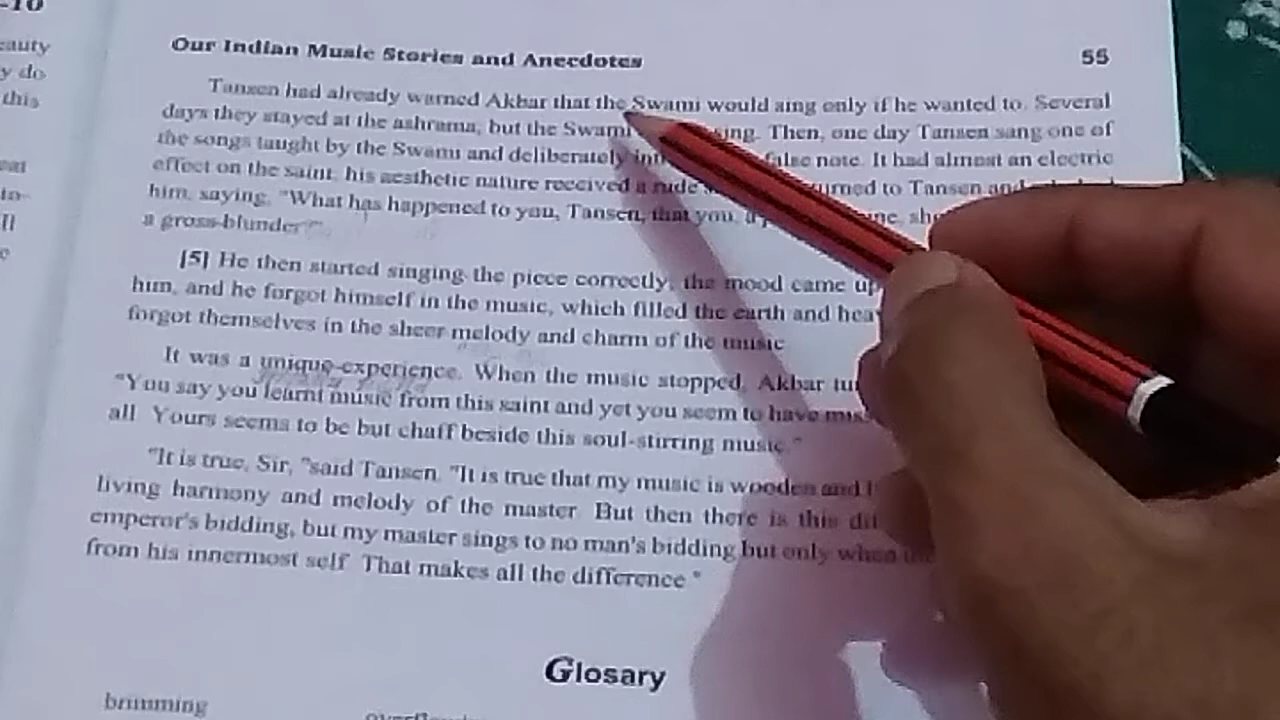 -10
eauty
y do
this
eat
in-
ll
e
Our Indian Music Stories and Anecdotes 55
Tansen had already warned Akbar that the Swami would sing only if he wanted to. Several
days they stayed at the ashrama, but the Swami sing. Then, one day Tansen sang one of
the songs taught by the Swami and deliberately false note. It had almost an electric
effect on the saint, his aesthetic nature received a rude turned to Tansen and
him, saying, "What has happened to you, Tansen, that you, a
a gross-blunder?"
[5] He then started singing the piece correctly, the mood came up
him, and he forgot himself in the music, which filled the earth and
forgot themselves in the sheer melody and charm of the music
It was a unique-experience. When the music stopped, Akbar
"You say you learnt music from this saint and yet you seem to have
all Yours seems to be but chaff beside this soul-stirring music."
"It is true, Sir, "said Tansen. "It is true that my music is wooden and
living harmony and melody of the master. But then there is this
emperor's bidding, but my master sings to no man's bidding but only when
from his innermost self. That makes all the difference "
Glosary
brimming